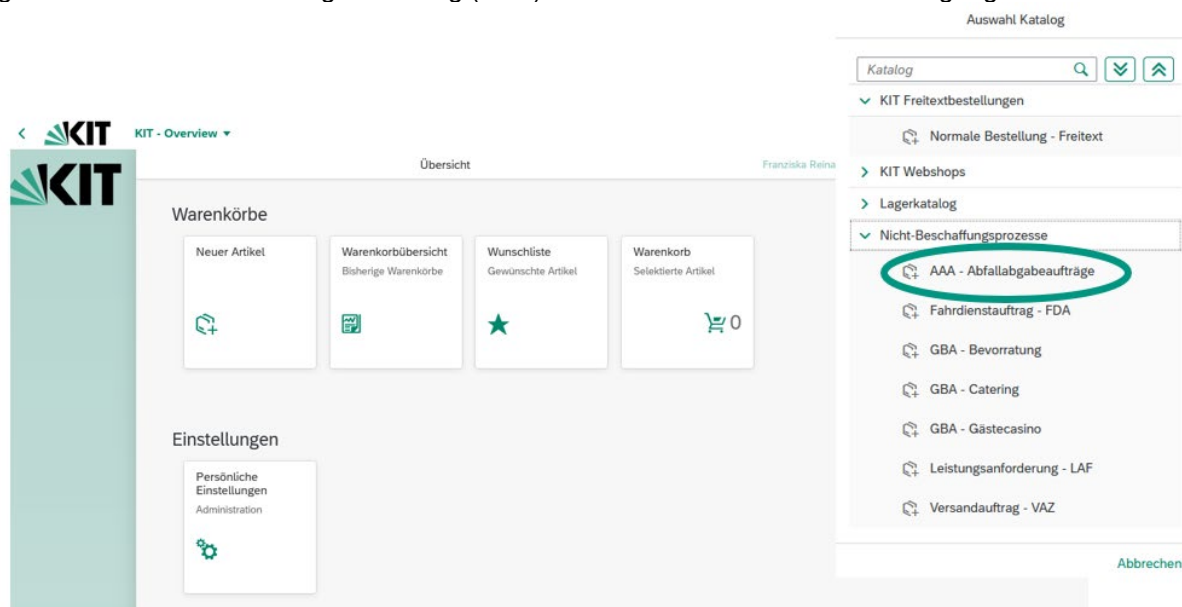 Auswahl Katalog
Katalog
KIT Freitextbestellungen
Normale Bestellung - Freitext
KIT Webshops
Lagerkatalog
Nicht-Beschaffungsprozesse
AAA - Abfallabgabeaufträge
Fahrdienstauftrag - FDA
GBA - Bevorratung
GBA - Catering
GBA - Gästecasino
Leistungsanforderung - LAF
Versandauftrag - VAZ
Abbrechen
KIT
KIT - Overview
KIT
Übersicht
Franziska Reina
Warenkörbe
Neuer Artikel
Warenkorbübersicht
Bisherige Warenkörbe
Wunschliste
Gewünschte Artikel
Warenkorb
Selektierte Artikel
0
Einstellungen
Persönliche
Einstellungen
Administration